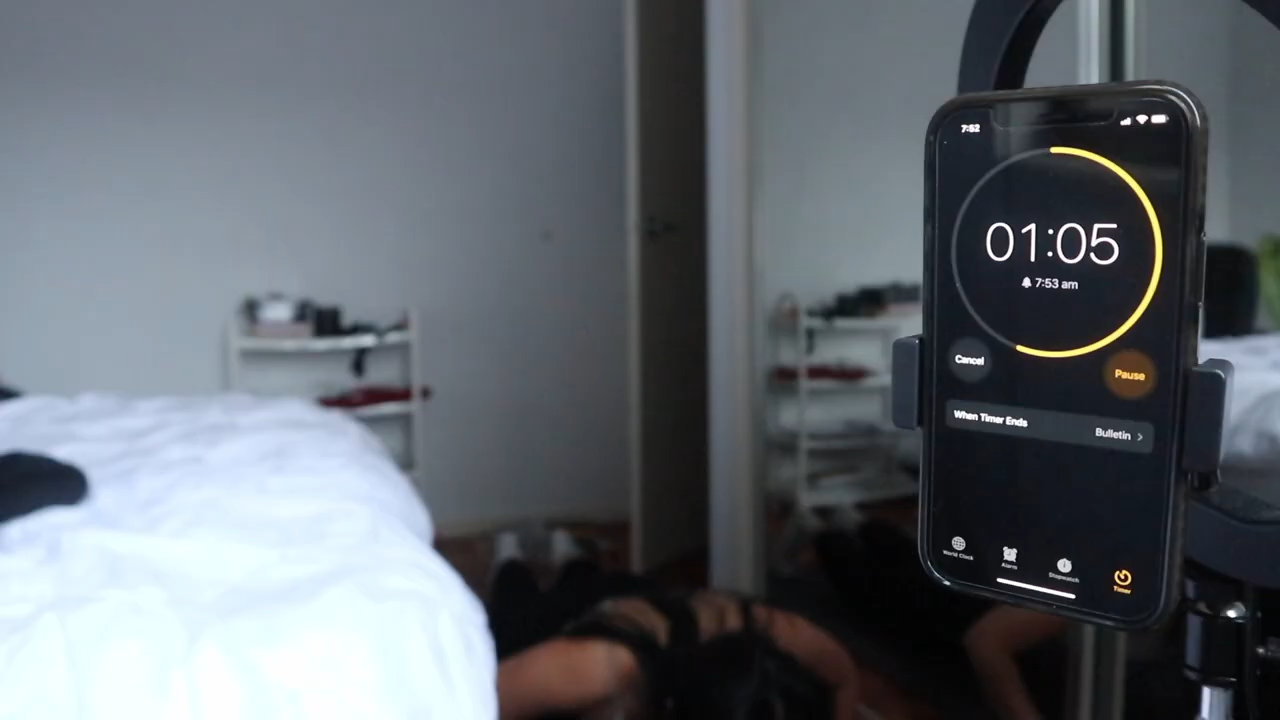 7:52
01:05
7:53 am
Cancel
Pause
When Timer Ends
Bulletin
World Clock
Alarm
Stopwatch
Timer